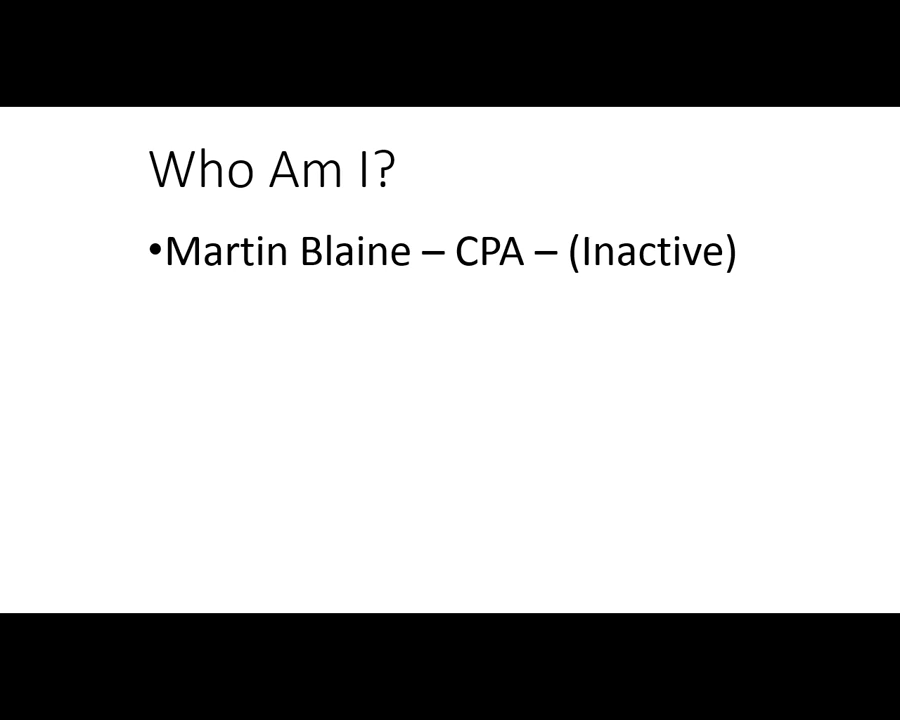 Who Am I?
•Martin Blaine – CPA – (Inactive)